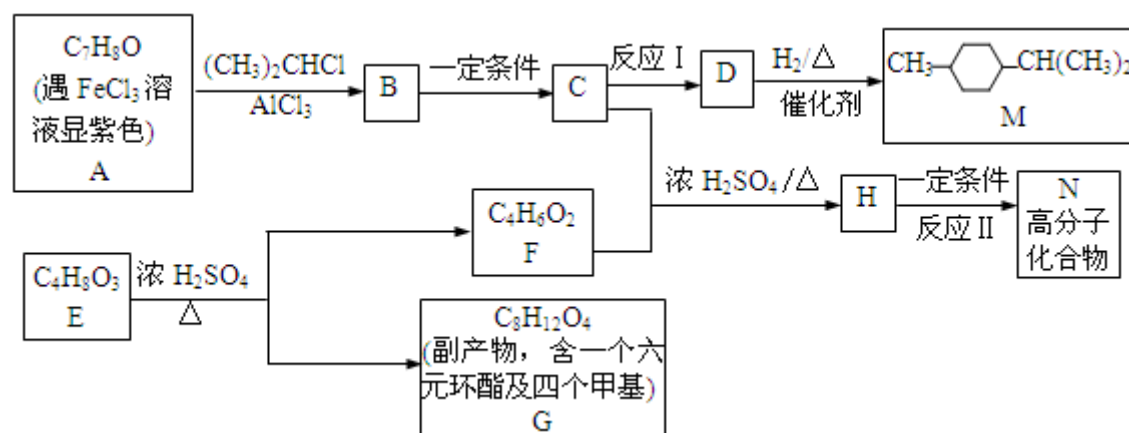 C₇H₈O
(遇 FeCl₃ 溶
液显紫色)
A
(CH₃)₂CHCl
AlCl₃
B
一定条件
C
反应 I
D
H₂/△
催化剂
CH₃
CH(CH₃)₂
M
浓 H₂SO₄ /△
H
一定条件
反应 II
N
高分子
化合物
C₄H₆O₂
F
C₄H₈O₃
E
浓 H₂SO₄
△
C₈H₁₂O₄
(副产物，含一个六
元环酯及四个甲基)
G